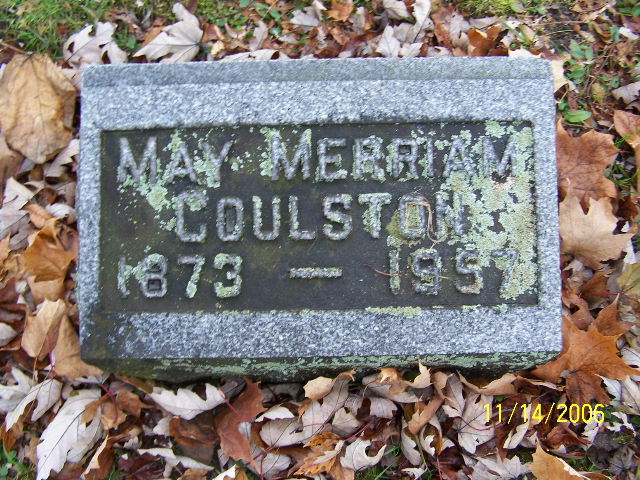 MAY MERRIAM
COULSTON
1873 — 1957
11/14/2006